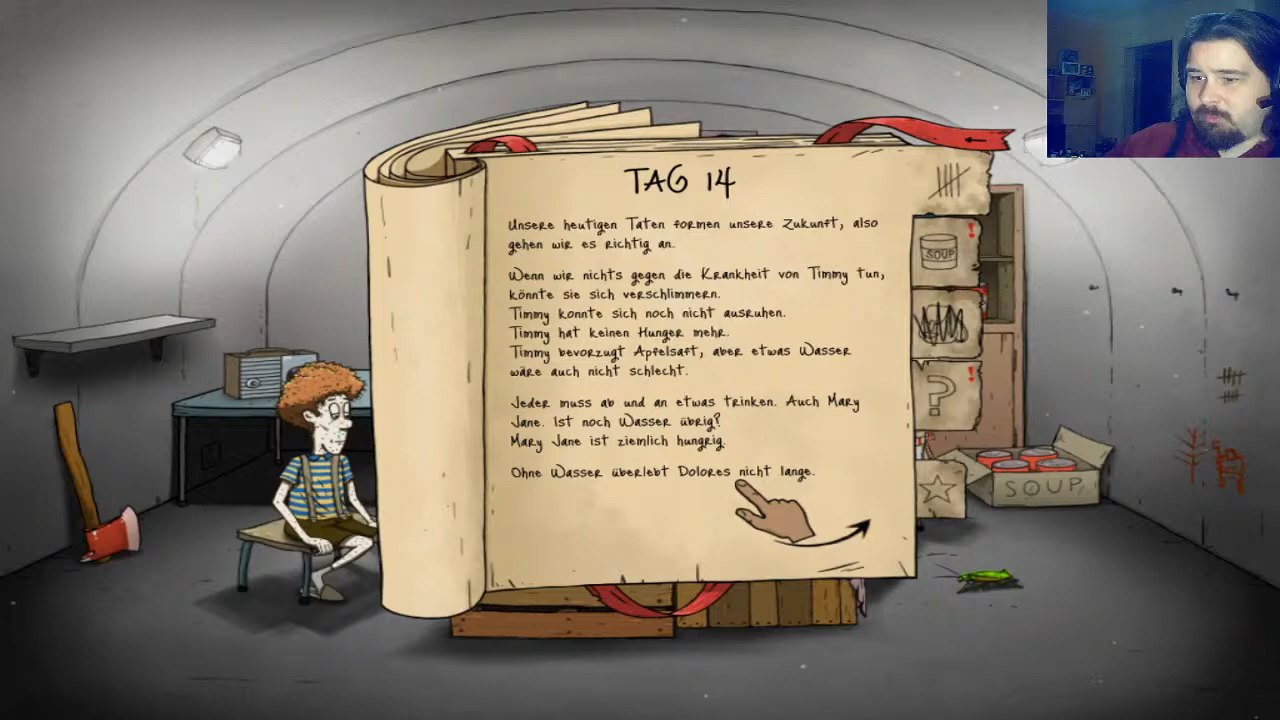 TAG 14
Unsere heutigen Taten formen unsere Zukunft, also
gehen wir es richtig an.
Wenn wir nichts gegen die Krankheit von Timmy tun,
könnte sie sich verschlimmern.
Timmy konnte sich noch nicht ausruhen.
Timmy hat keinen Hunger mehr.
Timmy bevorzugt Apfelsaft, aber etwas Wasser
wäre auch nicht schlecht.
Jeder muss ab und an etwas trinken. Auch Mary
Jane. Ist noch Wasser übrig?
Mary Jane ist ziemlich hungrig.
Ohne Wasser überlebt Dolores nicht lange.
SOUP
!
?
!
SOUP